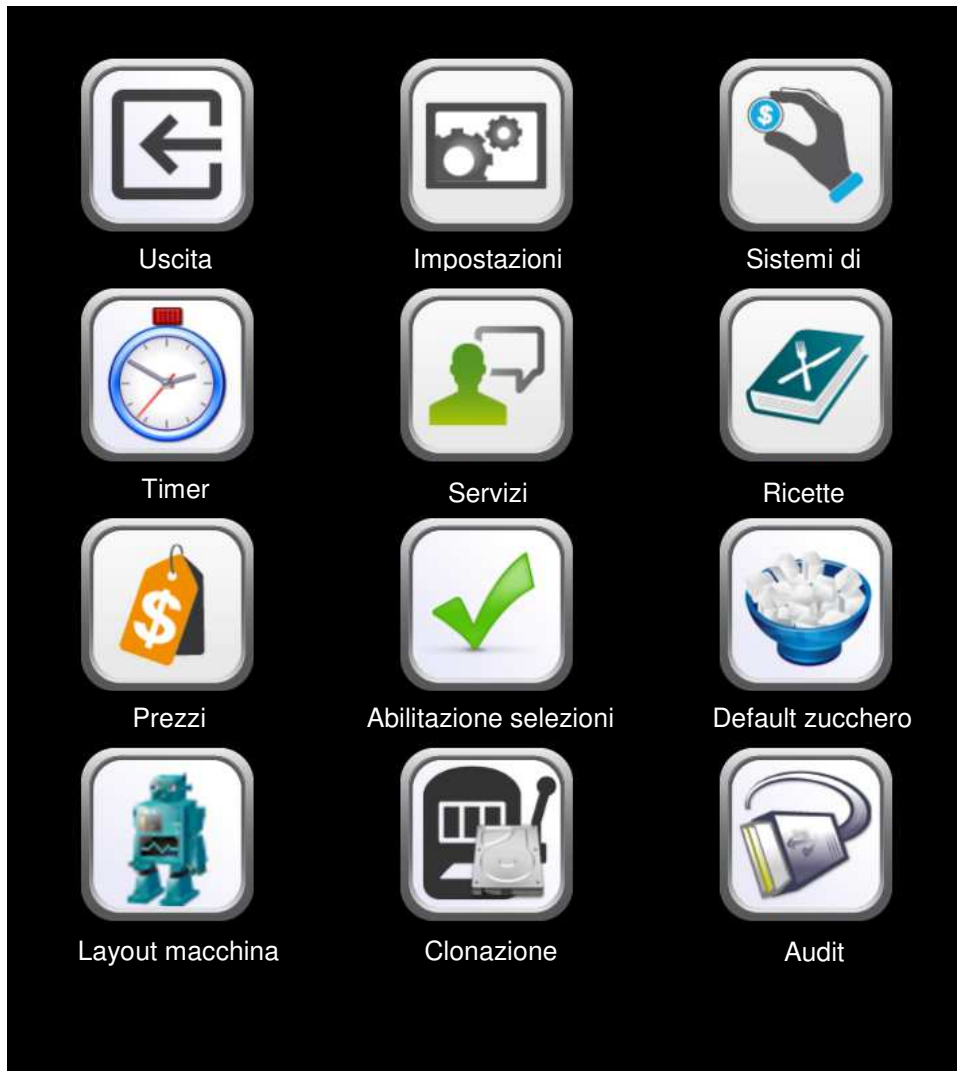 Uscita
Impostazioni
Sistemi di
Timer
Servizi
Ricette
Prezzi
Abilitazione selezioni
Default zucchero
Layout macchina
Clonazione
Audit